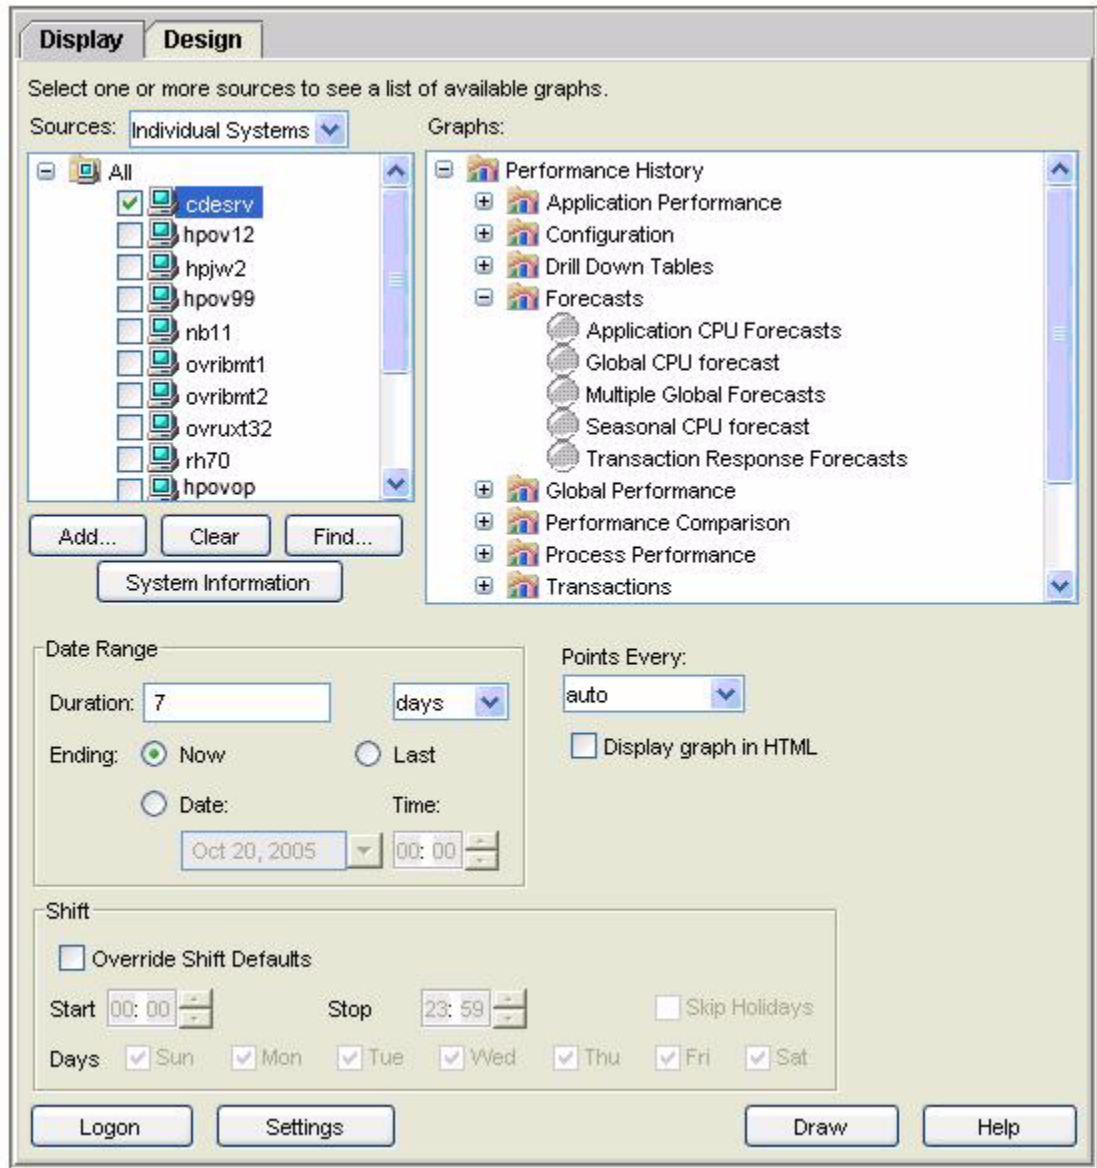 Display Design
Select one or more sources to see a list of available graphs.
Sources: Individual Systems
All
cdesrv
hpov12
hpjw2
hpov99
nb11
ovribmt1
ovribmt2
ovruxt32
rh70
hpovop
Add... Clear Find...
System Information
Graphs:
Performance History
Application Performance
Configuration
Drill Down Tables
Forecasts
Application CPU Forecasts
Global CPU forecast
Multiple Global Forecasts
Seasonal CPU forecast
Transaction Response Forecasts
Global Performance
Performance Comparison
Process Performance
Transactions
Date Range
Duration: 7 days
Ending: Now Last
Date: Time:
Oct 20, 2005 00: 00
Points Every:
auto
Display graph in HTML
Shift
Override Shift Defaults
Start 00: 00 Stop 23: 59 Skip Holidays
Days Sun Mon Tue Wed Thu Fri Sat
Logon Settings Draw Help